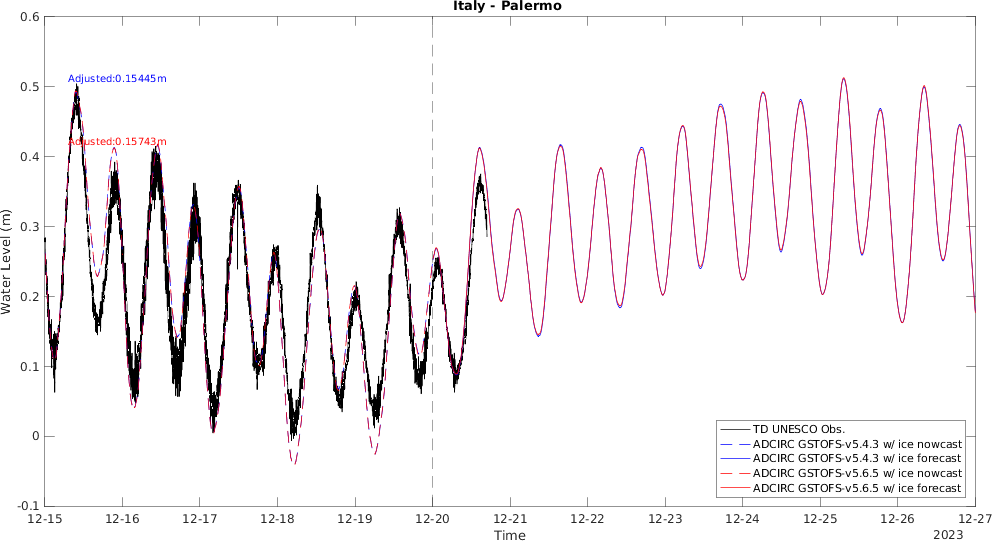 Italy - Palermo
0.6
0.5
0.4
0.3
0.2
0.1
0
-0.1
Water Level (m)
Adjusted:0.15445m
Adjusted:0.15743m
TD UNESCO Obs.
ADCIRC GSTOFS-v5.4.3 w/ ice nowcast
ADCIRC GSTOFS-v5.4.3 w/ ice forecast
ADCIRC GSTOFS-v5.6.5 w/ ice nowcast
ADCIRC GSTOFS-v5.6.5 w/ ice forecast
12-15 12-16 12-17 12-18 12-19 12-20 12-21 12-22 12-23 12-24 12-25 12-26 12-27
Time
2023